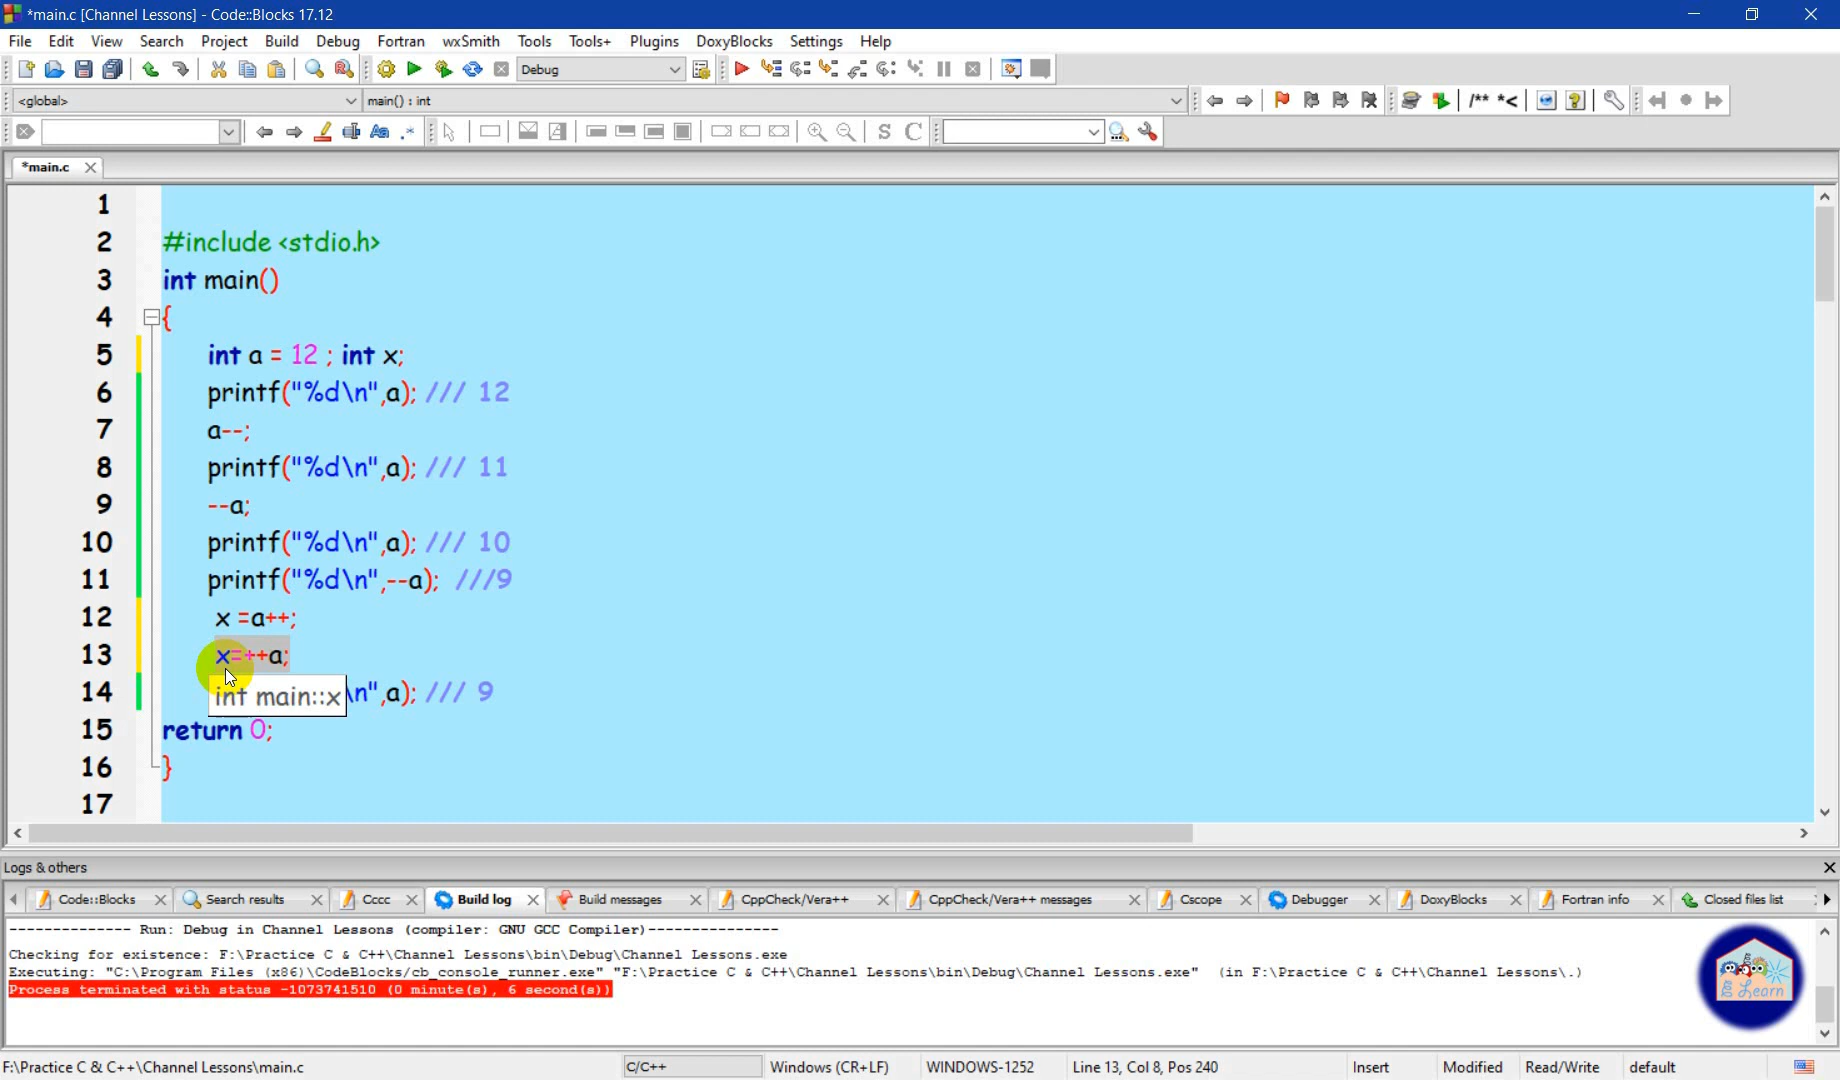 *main.c [Channel Lessons] - Code::Blocks 17.12
File Edit View Search Project Build Debug Fortran wxSmith Tools Tools+ Plugins DoxyBlocks Settings Help
Debug
<global> main() : int /** *<
Aa .* S C
*main.c
1
2 #include <stdio.h>
3 int main()
4 {
5 int a = 12 ; int x;
6 printf("%d\n",a); /// 12
7 a--;
8 printf("%d\n",a); /// 11
9 --a;
10 printf("%d\n",a); /// 10
11 printf("%d\n",--a); ///9
12 x =a++;
13 x=++a;
14 int main::x \n",a); /// 9
15 return 0;
16 }
17
Logs & others
Code::Blocks Search results Cccc Build log Build messages CppCheck/Vera++ CppCheck/Vera++ messages Cscope Debugger DoxyBlocks Fortran info Closed files list
-------------- Run: Debug in Channel Lessons (compiler: GNU GCC Compiler)---------------
Checking for existence: F:\Practice C & C++\Channel Lessons\bin\Debug\Channel Lessons.exe
Executing: "C:\Program Files (x86)\CodeBlocks/cb_console_runner.exe" "F:\Practice C & C++\Channel Lessons\bin\Debug\Channel Lessons.exe" (in F:\Practice C & C++\Channel Lessons\.)
Process terminated with status -1073741510 (0 minute(s), 6 second(s))
Learn
F:\Practice C & C++\Channel Lessons\main.c C/C++ Windows (CR+LF) WINDOWS-1252 Line 13, Col 8, Pos 240 Insert Modified Read/Write default